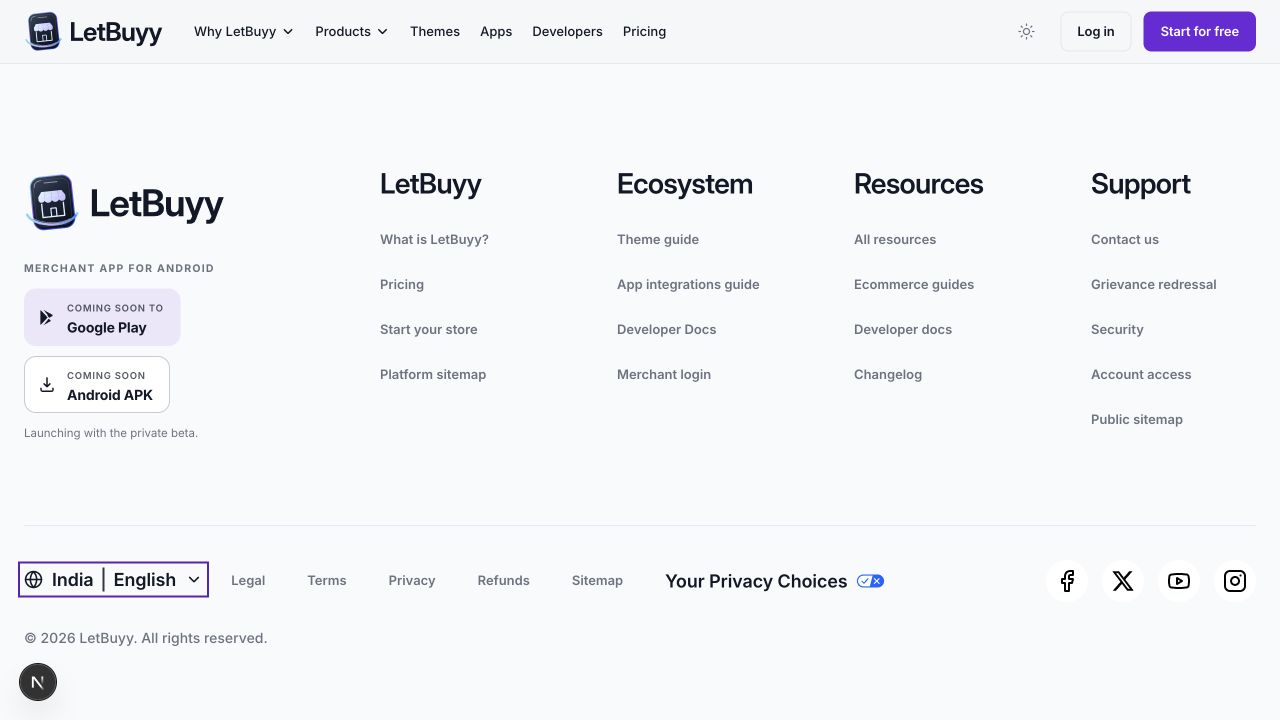 LetBuyy
Why LetBuyy
Products
Themes
Apps
Developers
Pricing
Log in
Start for free
LetBuyy
MERCHANT APP FOR ANDROID
COMING SOON TO
Google Play
COMING SOON
Android APK
Launching with the private beta.
LetBuyy
What is LetBuyy?
Pricing
Start your store
Platform sitemap
Ecosystem
Theme guide
App integrations guide
Developer Docs
Merchant login
Resources
All resources
Ecommerce guides
Developer docs
Changelog
Support
Contact us
Grievance redressal
Security
Account access
Public sitemap
India | English
Legal
Terms
Privacy
Refunds
Sitemap
Your Privacy Choices
© 2026 LetBuyy. All rights reserved.
N